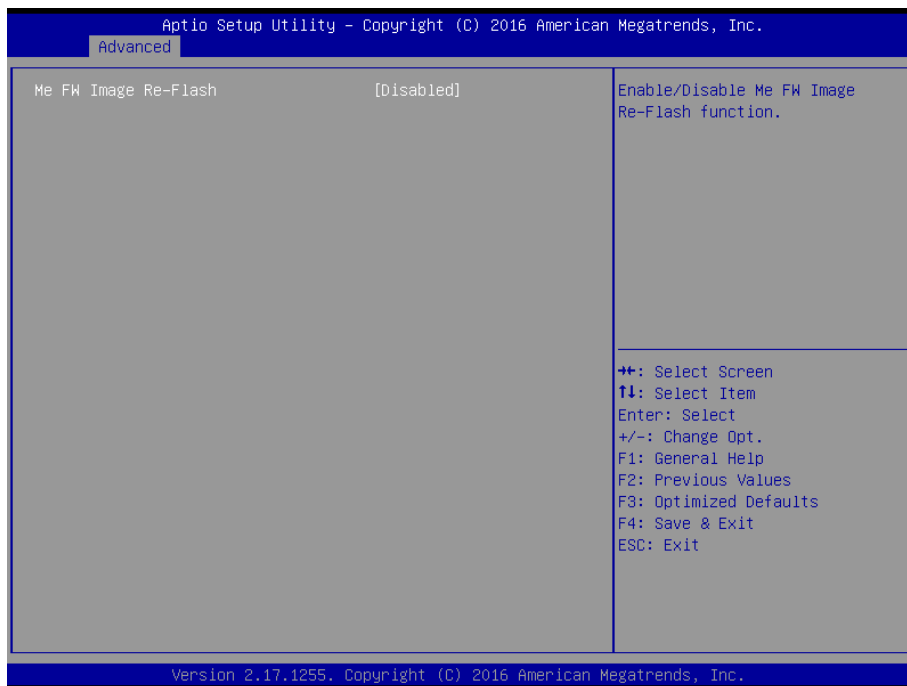 Aptio Setup Utility – Copyright (C) 2016 American Megatrends, Inc.
Advanced
Me FW Image Re-Flash [Disabled]
Enable/Disable Me FW Image
Re-Flash function.
→←: Select Screen
↑↓: Select Item
Enter: Select
+/-: Change Opt.
F1: General Help
F2: Previous Values
F3: Optimized Defaults
F4: Save & Exit
ESC: Exit
Version 2.17.1255. Copyright (C) 2016 American Megatrends, Inc.